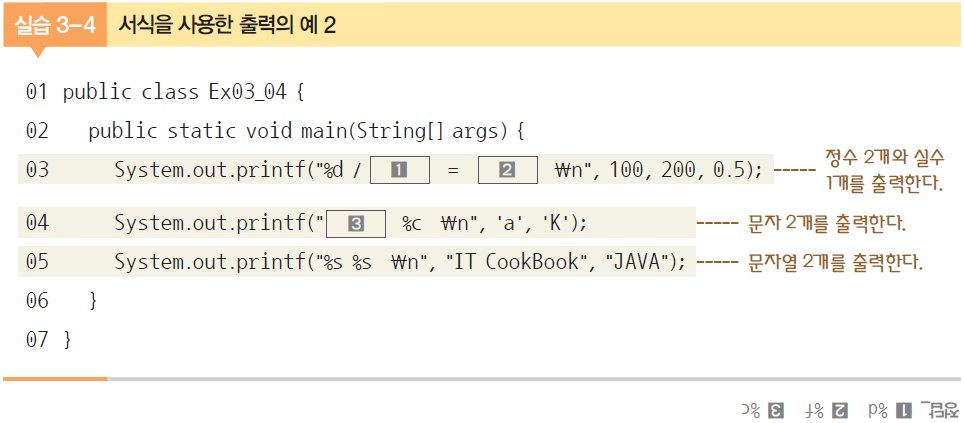 실습 3-4 서식을 사용한 출력의 예 2
01 public class Ex03_04 {
02 public static void main(String[] args) {
03 System.out.printf("%d / 1 = 2 ₩n", 100, 200, 0.5); ----- 정수 2개와 실수
1개를 출력한다.
04 System.out.printf(" 3 %c ₩n", 'a', 'K'); ----- 문자 2개를 출력한다.
05 System.out.printf("%s %s ₩n", "IT CookBook", "JAVA"); ----- 문자열 2개를 출력한다.
06 }
07 }
정답_ 1 %d 2 %f 3 %c